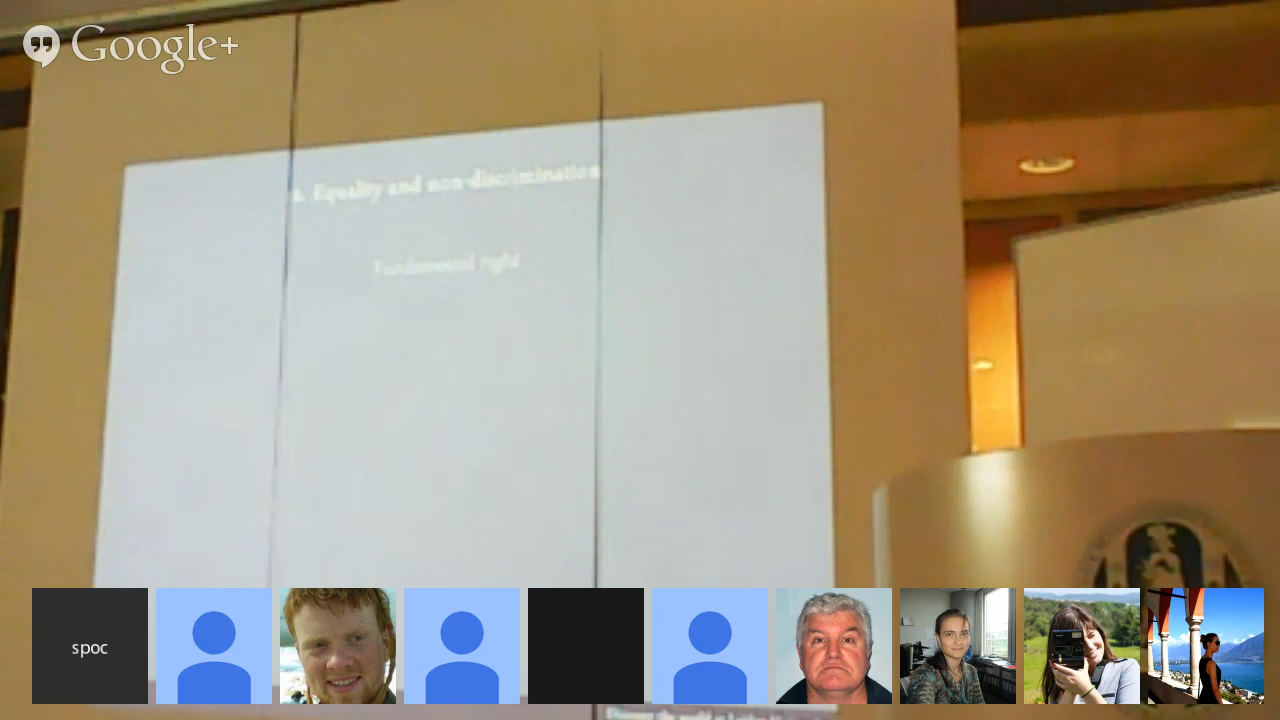 Google+
Equality and non-discrimination
Fundamental right
spoc